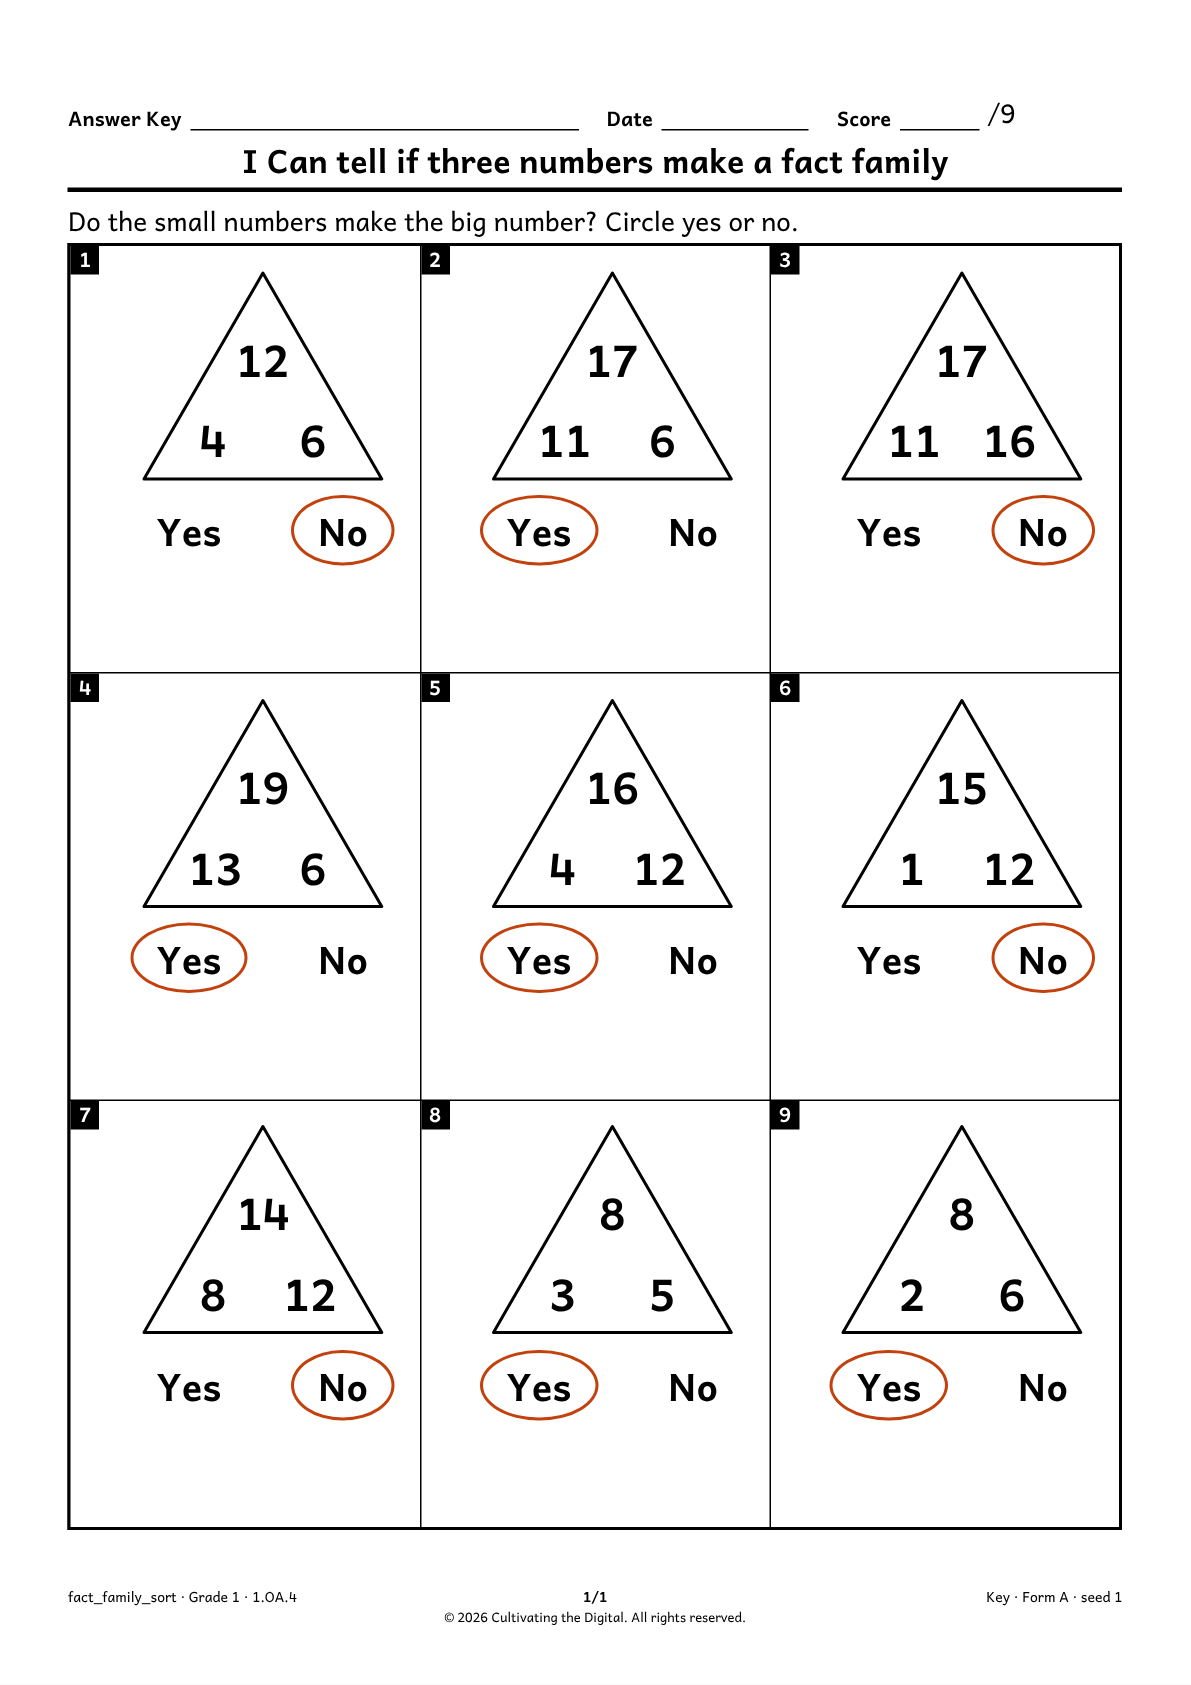 Answer Key Date Score /9
I Can tell if three numbers make a fact family
Do the small numbers make the big number? Circle yes or no.
1
12
4 6
Yes No
2
17
11 6
Yes No
3
17
11 16
Yes No
4
19
13 6
Yes No
5
16
4 12
Yes No
6
15
1 12
Yes No
7
14
8 12
Yes No
8
8
3 5
Yes No
9
8
2 6
Yes No
fact_family_sort · Grade 1 · 1.OA.4 1/1 Key · Form A · seed 1
© 2026 Cultivating the Digital. All rights reserved.